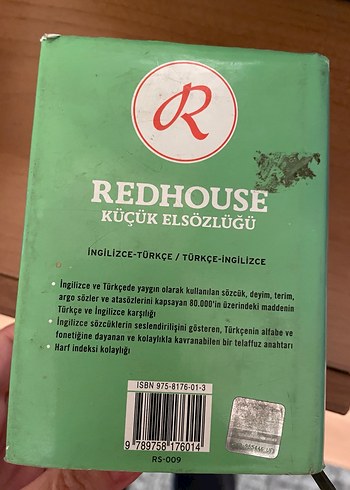 R
REDHOUSE
KÜÇÜK ELSÖZLÜĞÜ
İNGİLİZCE-TÜRKÇE / TÜRKÇE-İNGİLİZCE
• İngilizce ve Türkçede yaygın olarak kullanılan sözcük, deyim, terim,
argo sözler ve atasözlerini kapsayan 80.000'in üzerindeki maddenin
Türkçe ve İngilizce karşılığı
• İngilizce sözcüklerin seslendirilişini gösteren, Türkçenin alfabe ve
fonetiğine dayanan ve kolaylıkla kavranabilen bir telaffuz anahtarı
• Harf indeksi kolaylığı
ISBN 975-8176-01-3
9 789758 176014
RS-009